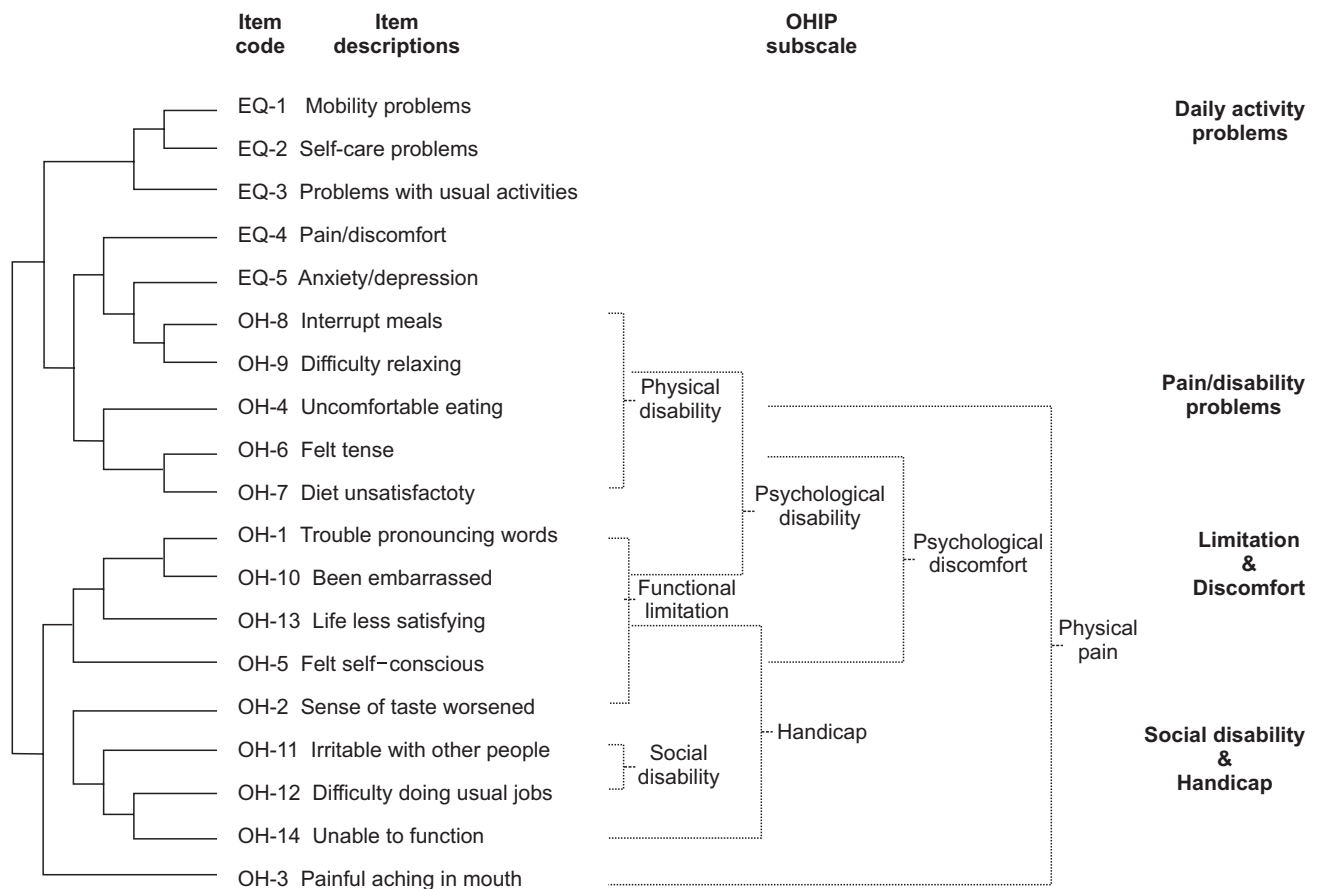 Item code
Item descriptions
OHIP subscale
EQ-1 Mobility problems
EQ-2 Self-care problems
EQ-3 Problems with usual activities
EQ-4 Pain/discomfort
EQ-5 Anxiety/depression
OH-8 Interrupt meals
OH-9 Difficulty relaxing
OH-4 Uncomfortable eating
OH-6 Felt tense
OH-7 Diet unsatisfactoty
OH-1 Trouble pronouncing words
OH-10 Been embarrassed
OH-13 Life less satisfying
OH-5 Felt self−conscious
OH-2 Sense of taste worsened
OH-11 Irritable with other people
OH-12 Difficulty doing usual jobs
OH-14 Unable to function
OH-3 Painful aching in mouth
Physical
disability
Functional
limitation
Social
disability
Psychological
disability
Handicap
Psychological
discomfort
Physical
pain
Daily activity
problems
Pain/disability
problems
Limitation
&
Discomfort
Social disability
&
Handicap